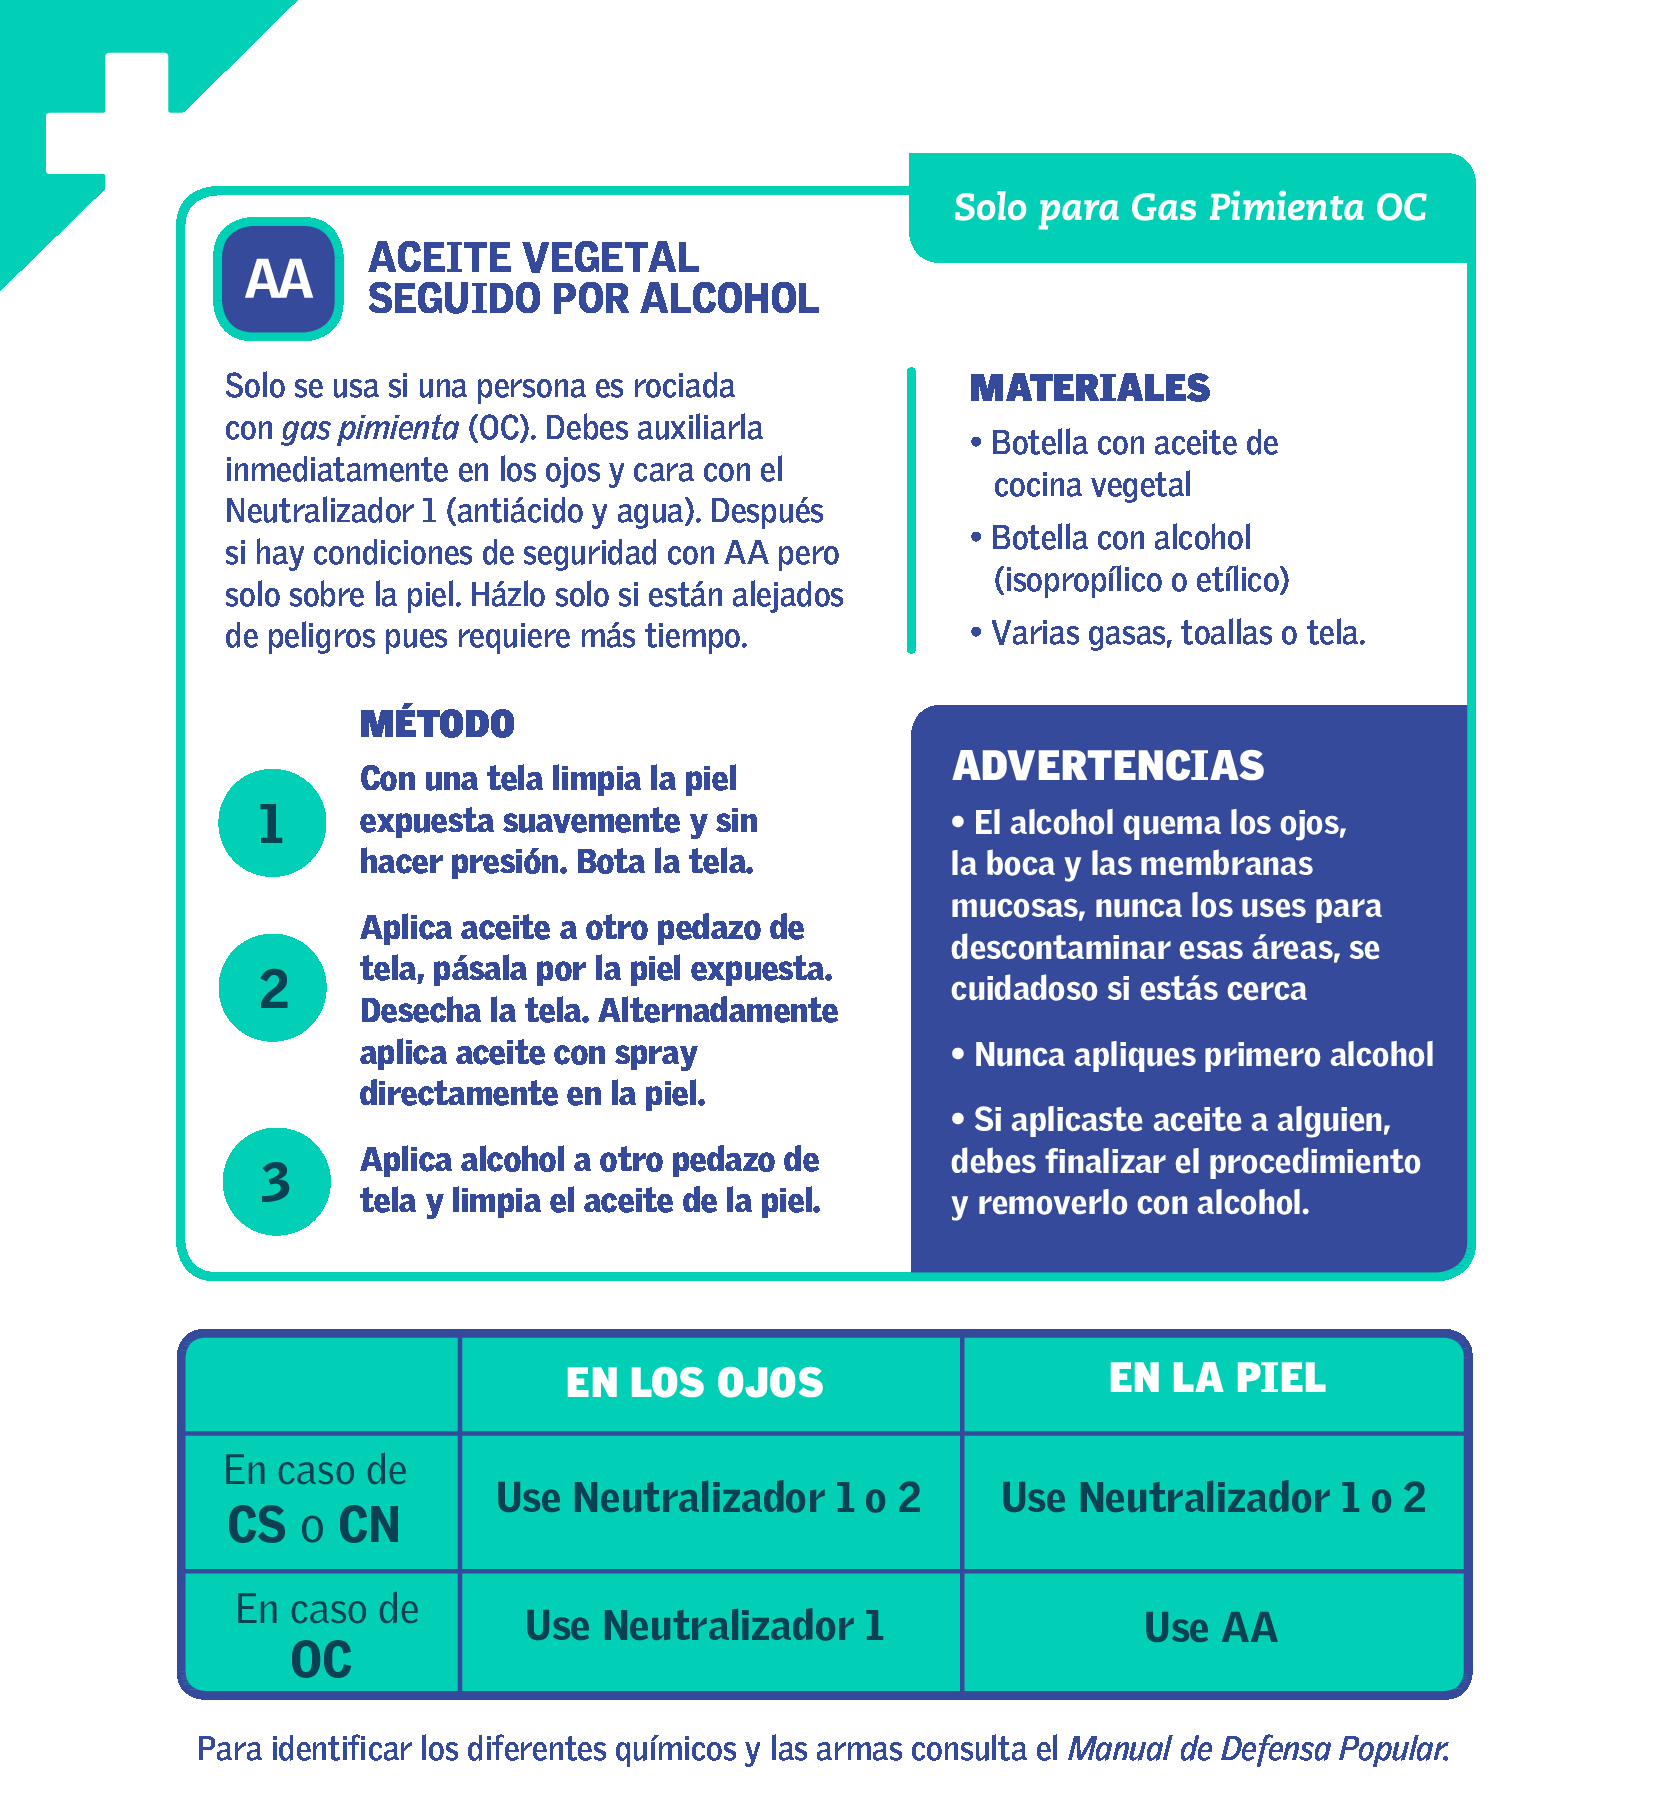 Solo para Gas Pimienta OC
AA
ACEITE VEGETAL
SEGUIDO POR ALCOHOL
Solo se usa si una persona es rociada
con gas pimienta (OC). Debes auxiliarla
inmediatamente en los ojos y cara con el
Neutralizador 1 (antiácido y agua). Después
si hay condiciones de seguridad con AA pero
solo sobre la piel. Házlo solo si están alejados
de peligros pues requiere más tiempo.
MATERIALES
• Botella con aceite de
cocina vegetal
• Botella con alcohol
(isopropílico o etílico)
• Varias gasas, toallas o tela.
MÉTODO
1
Con una tela limpia la piel
expuesta suavemente y sin
hacer presión. Bota la tela.
2
Aplica aceite a otro pedazo de
tela, pásala por la piel expuesta.
Desecha la tela. Alternadamente
aplica aceite con spray
directamente en la piel.
3
Aplica alcohol a otro pedazo de
tela y limpia el aceite de la piel.
ADVERTENCIAS
• El alcohol quema los ojos,
la boca y las membranas
mucosas, nunca los uses para
descontaminar esas áreas, se
cuidadoso si estás cerca
• Nunca apliques primero alcohol
• Si aplicaste aceite a alguien,
debes finalizar el procedimiento
y removerlo con alcohol.
EN LOS OJOS
EN LA PIEL
En caso de
CS o CN
Use Neutralizador 1 o 2
Use Neutralizador 1 o 2
En caso de
OC
Use Neutralizador 1
Use AA
Para identificar los diferentes químicos y las armas consulta el Manual de Defensa Popular.